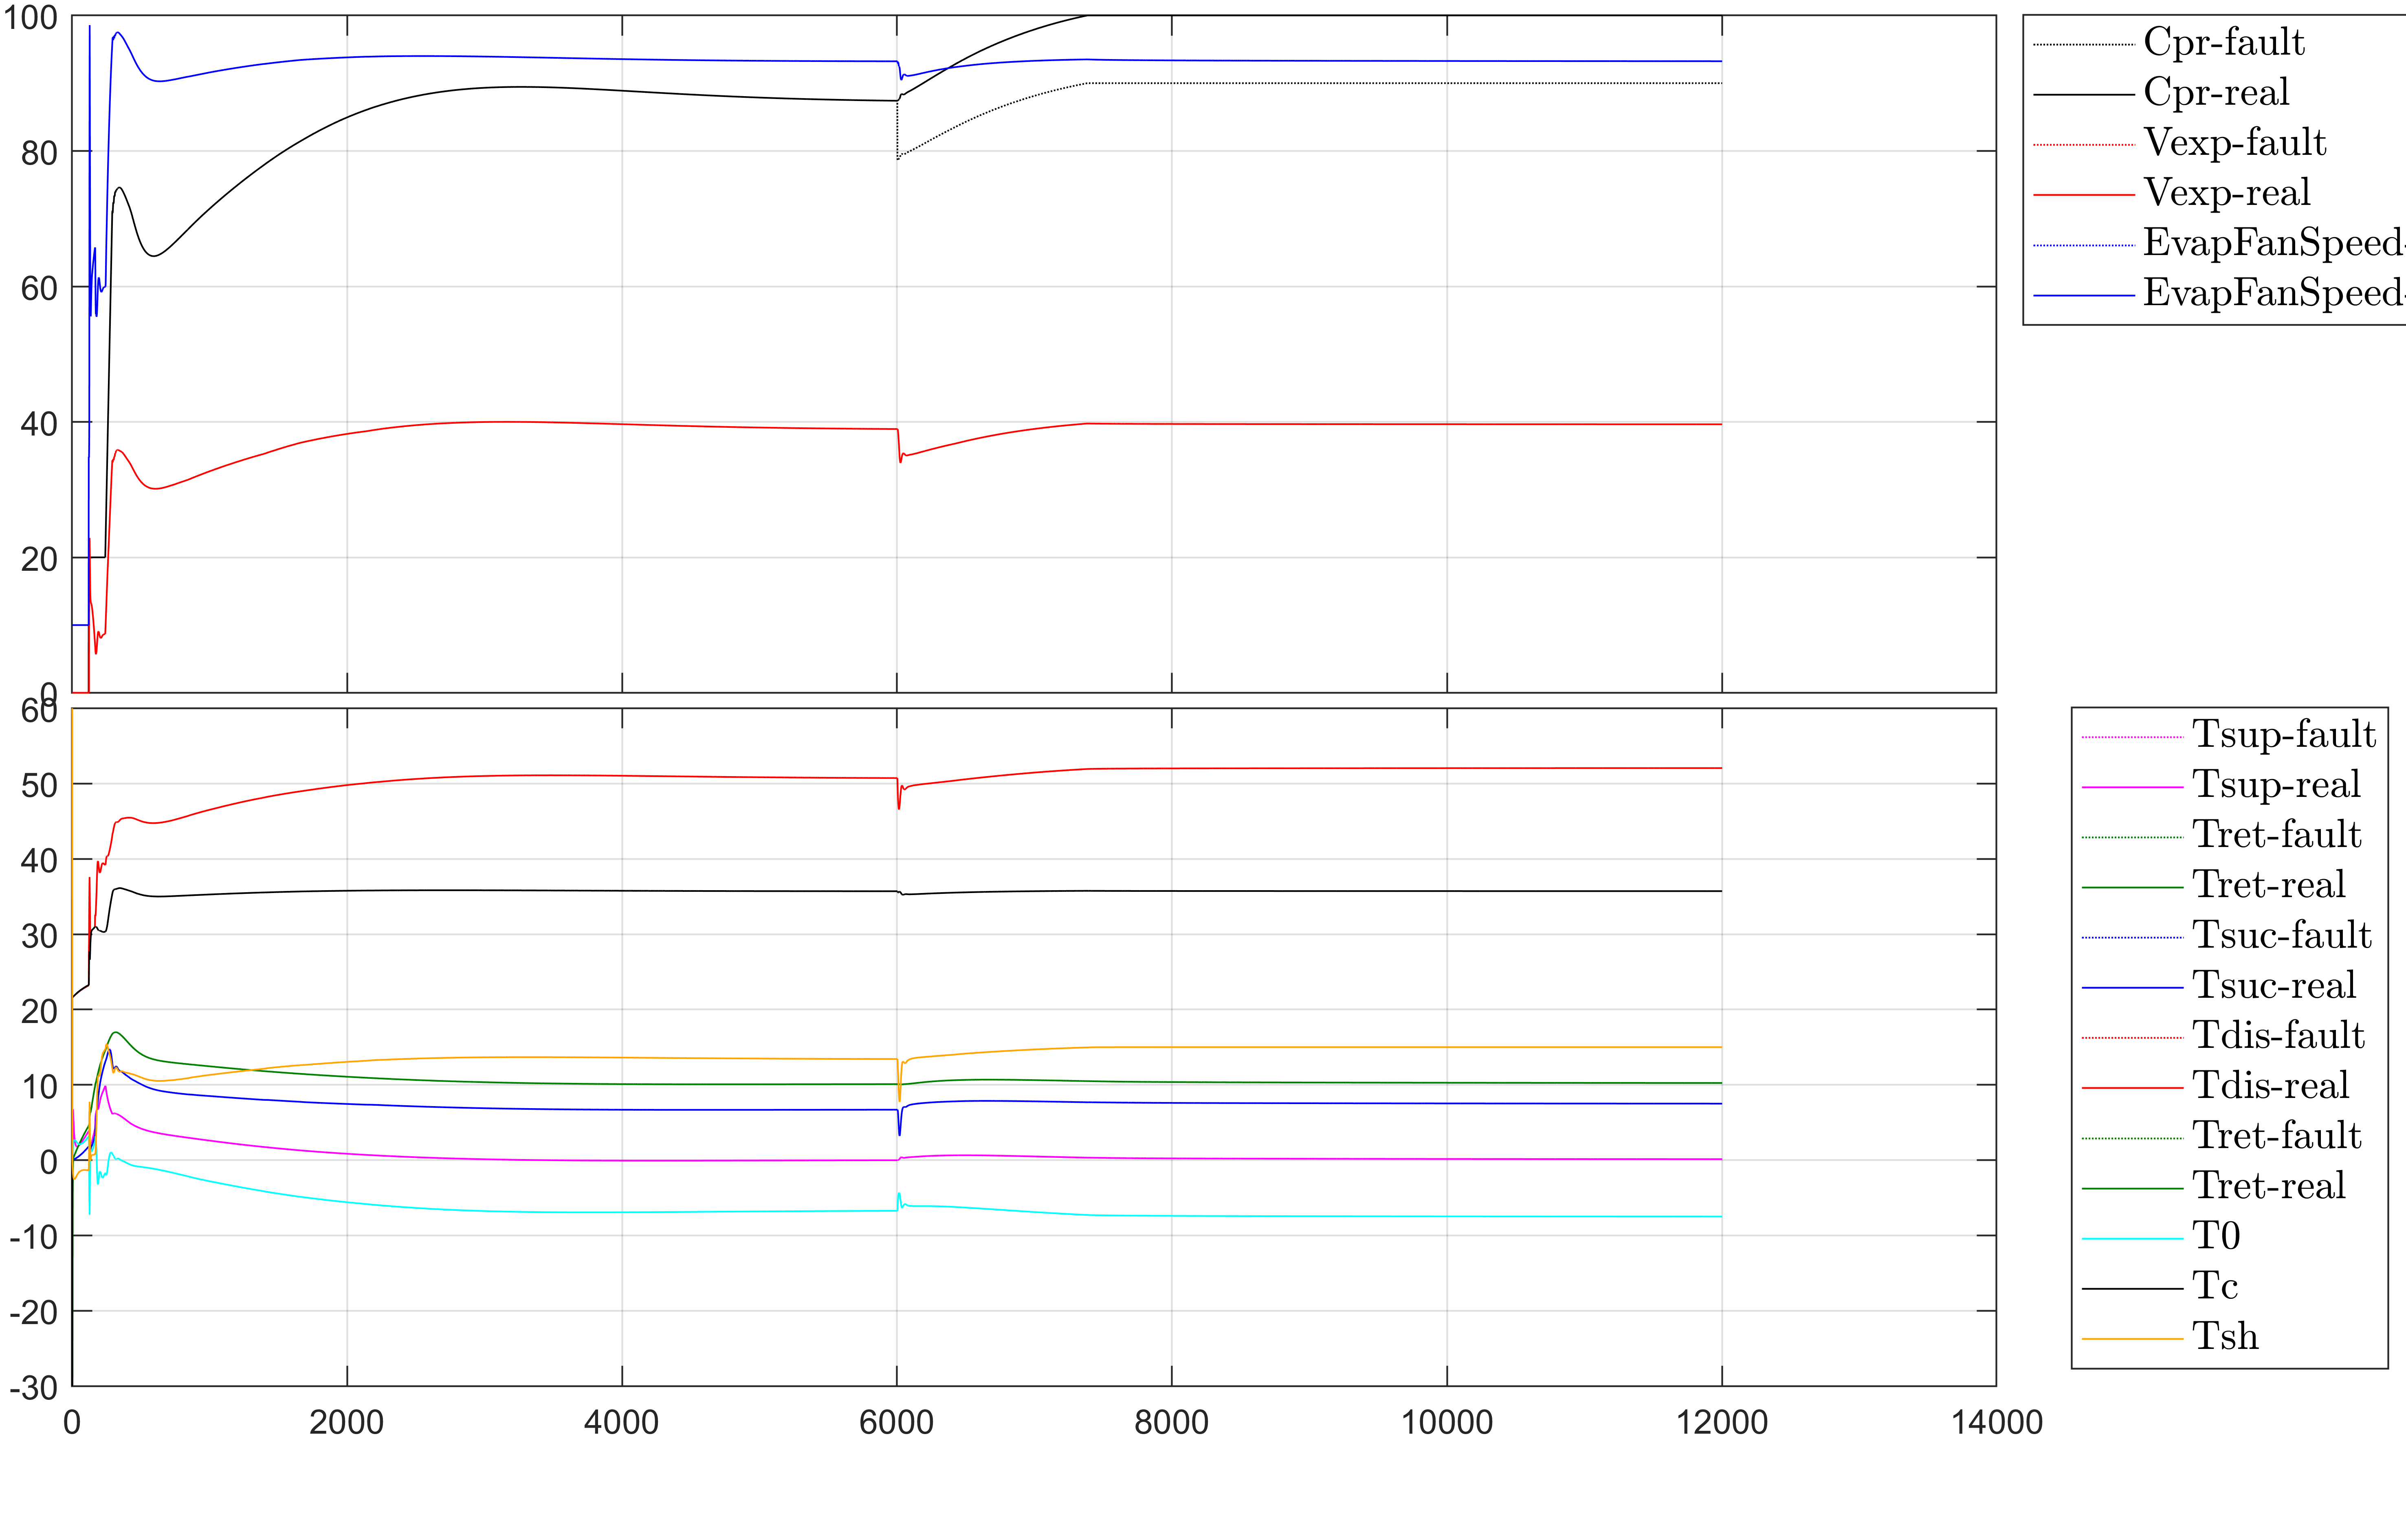 100
80
60
40
20
0
Cpr-fault
Cpr-real
Vexp-fault
Vexp-real
EvapFanSpeed-
EvapFanSpeed-
60
50
40
30
20
10
0
-10
-20
-30
0 2000 4000 6000 8000 10000 12000 14000
Tsup-fault
Tsup-real
Tret-fault
Tret-real
Tsuc-fault
Tsuc-real
Tdis-fault
Tdis-real
Tret-fault
Tret-real
T0
Tc
Tsh